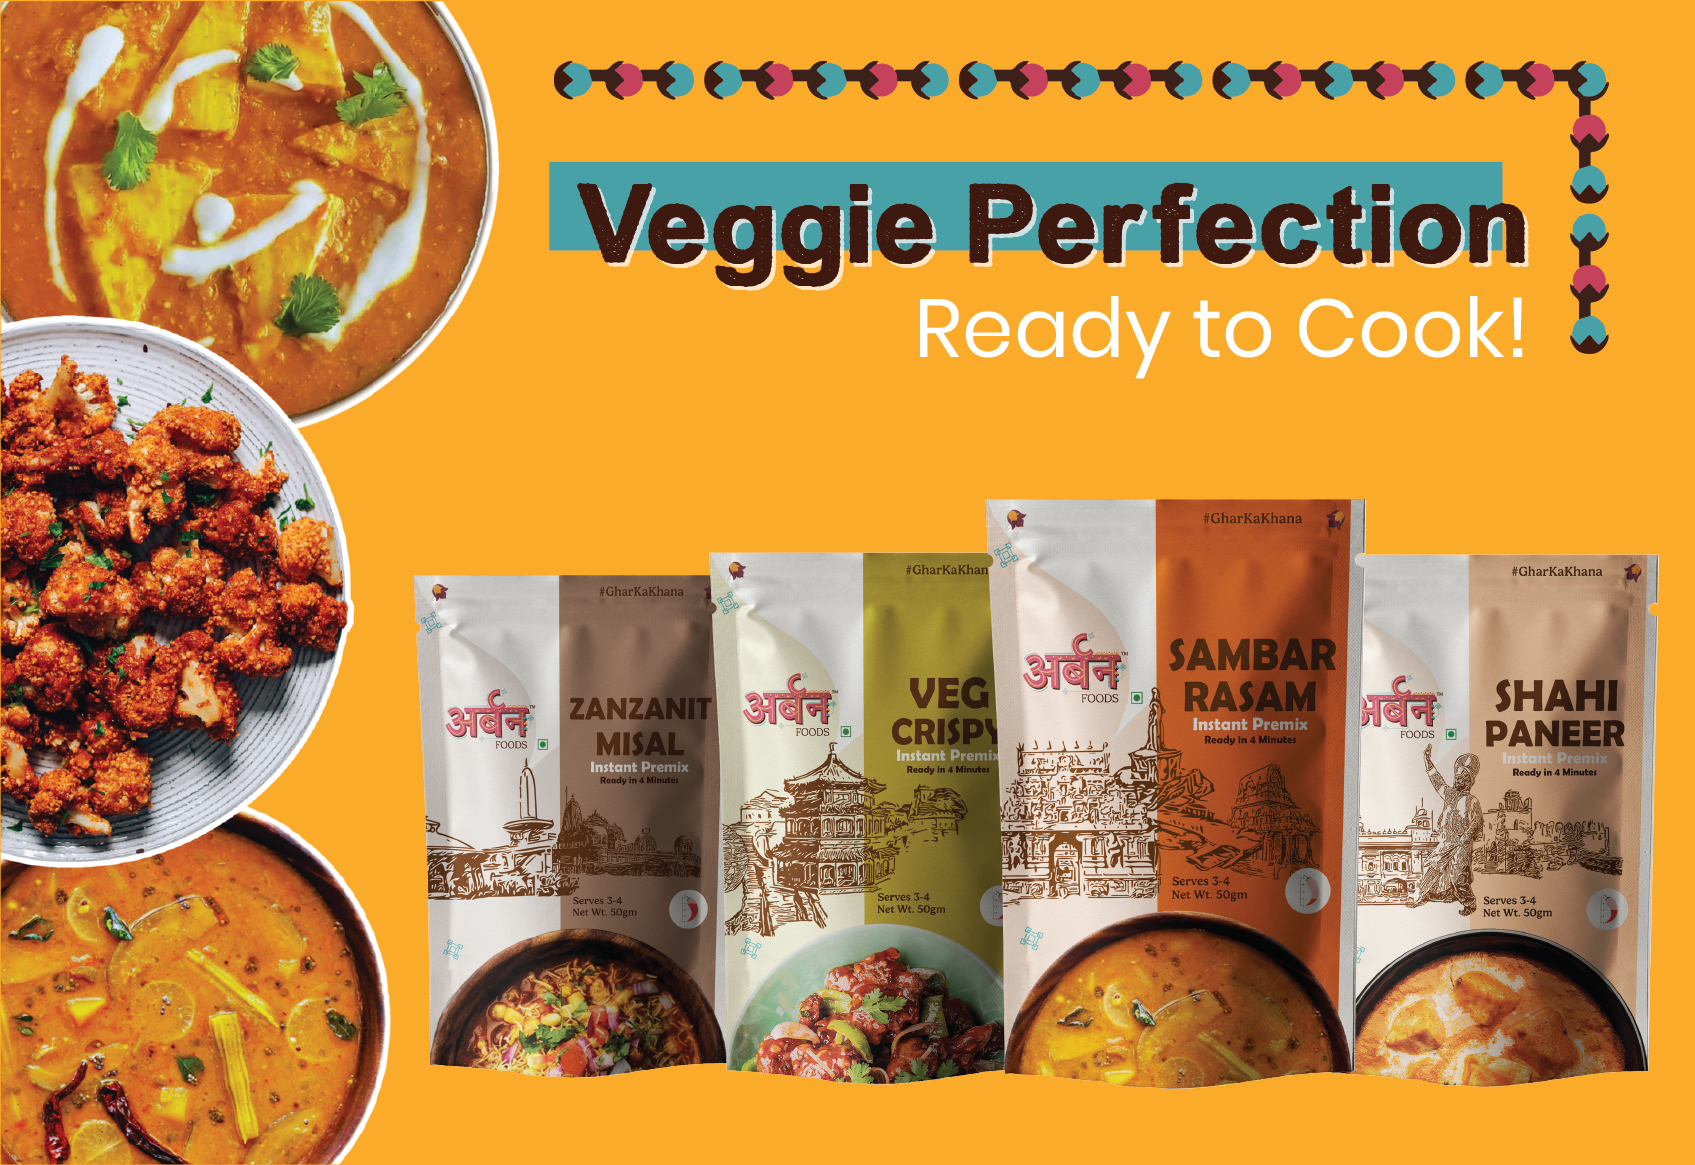 Veggie Perfection
Ready to Cook!
#GharKaKhana
अर्बन
FOODS
ZANZANIT
MISAL
Instant Premix
Ready in 4 Minutes
Serves 3-4
Net Wt. 50gm
#GharKaKhan
अर्बन
FOODS
VEG
CRISPY
Instant Premix
Ready in 4 Minutes
Serves 3-4
Net Wt. 50gm
#GharKaKhana
अर्बन
TM
FOODS
SAMBAR
RASAM
Instant Premix
Ready in 4 Minutes
Serves 3-4
Net Wt. 50gm
#GharKaKhana
अर्बन
FOODS
SHAHI
PANEER
Instant Premix
Ready in 4 Minutes
Serves 3-4
Net Wt. 50gm